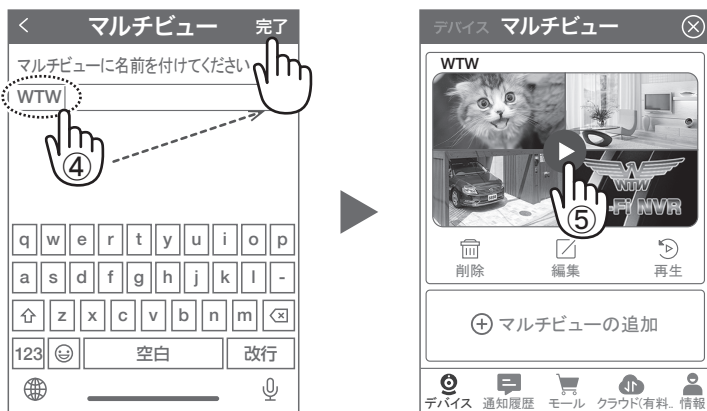 マルチビュー 完了
マルチビューに名前を付けてください
WTW
④
q w e r t y u i o p
a s d f g h j k l -
z x c v b n m
123 空白 改行
デバイス マルチビュー
WTW
WTW
-Fi NVR
⑤
削除 編集 再生
マルチビューの追加
デバイス 通知履歴 モール クラウド(有料.. 情報